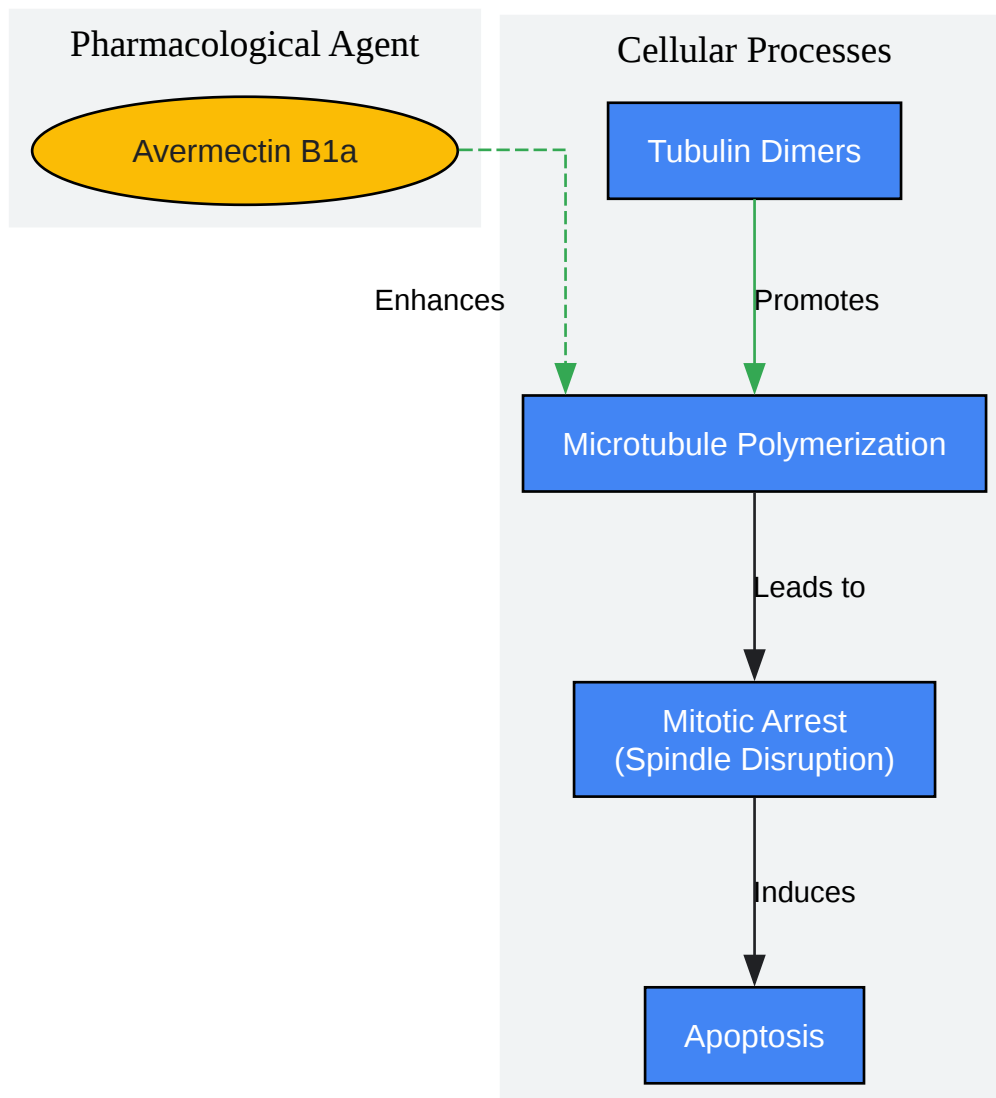 Pharmacological Agent
Cellular Processes
Avermectin B1a
Tubulin Dimers
Enhances
Promotes
Microtubule Polymerization
Leads to
Mitotic Arrest
(Spindle Disruption)
Induces
Apoptosis